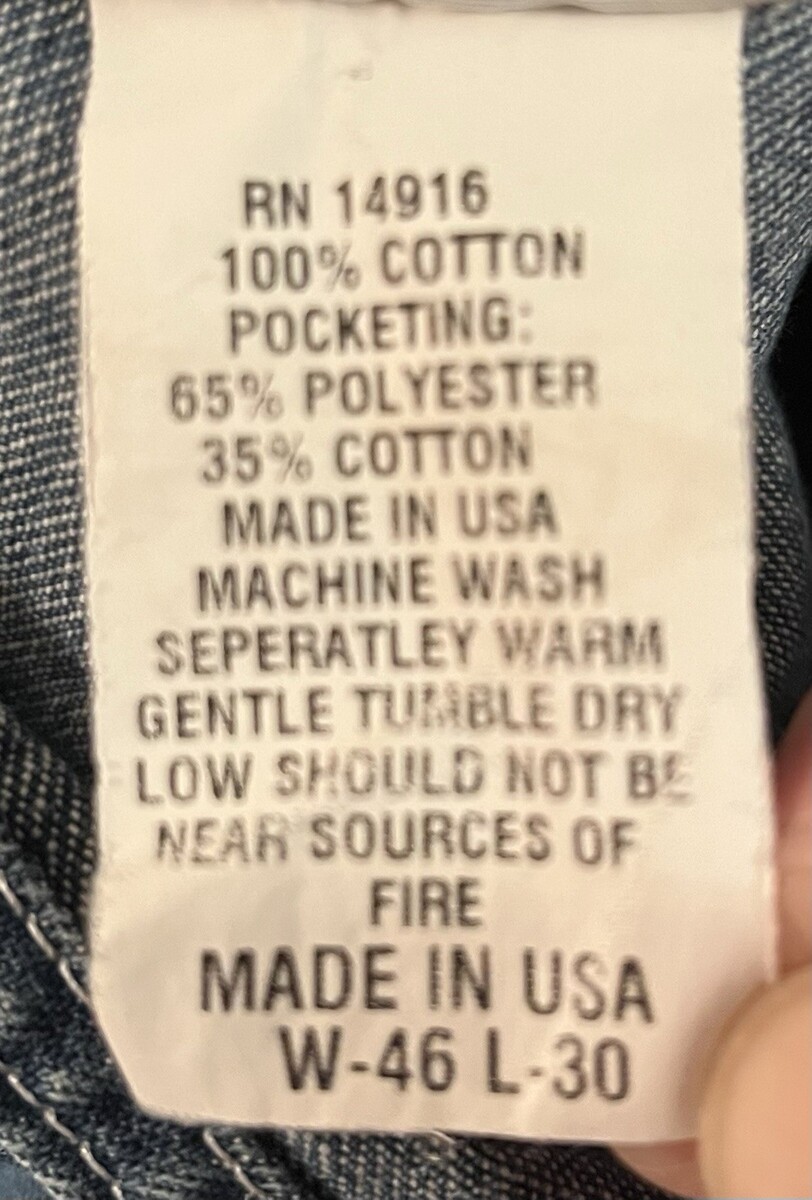 RN 14916
100% COTTON
POCKETING:
65% POLYESTER
35% COTTON
MADE IN USA
MACHINE WASH
SEPERATLEY WARM
GENTLE TUMBLE DRY
LOW SHOULD NOT BE
NEAR SOURCES OF
FIRE
MADE IN USA
W-46 L-30